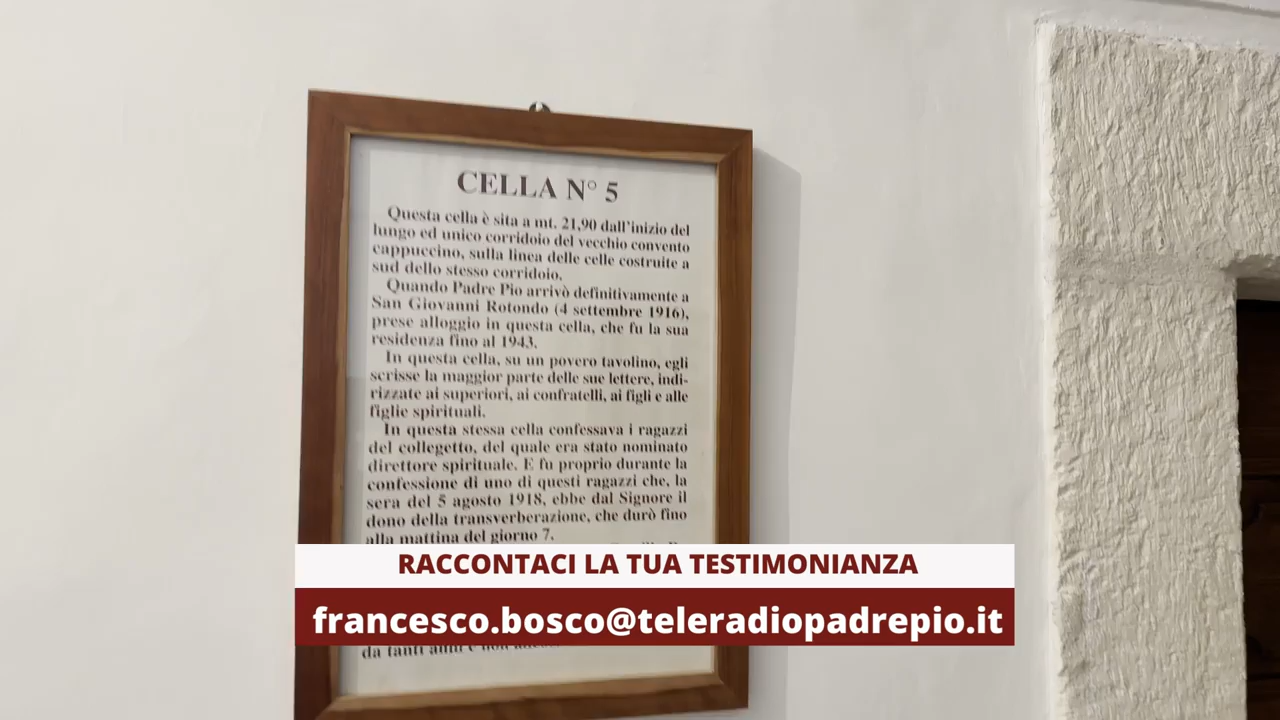 CELLA N° 5
Questa cella è sita a mt. 21,90 dall'inizio del
lungo ed unico corridoio del vecchio convento
cappuccino, sulla linea delle celle costruite a
sud dello stesso corridoio.
Quando Padre Pio arrivò definitivamente a
San Giovanni Rotondo (4 settembre 1916),
prese alloggio in questa cella, che fu la sua
residenza fino al 1943.
In questa cella, su un povero tavolino, egli
scrisse la maggior parte delle sue lettere, indi-
rizzate ai superiori, ai confratelli, ai figli e alle
figlie spirituali.
In questa stessa cella confessava i ragazzi
del collegetto, del quale era stato nominato
direttore spirituale. E fu proprio durante la
confessione di uno di questi ragazzi che, la
sera del 5 agosto 1918, ebbe dal Signore il
dono della transverberazione, che durò fino
alla mattina del giorno 7.
RACCONTACI LA TUA TESTIMONIANZA
francesco.bosco@teleradiopadrepio.it
da tanti anni e non